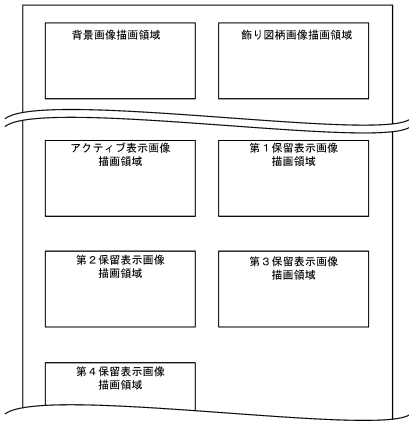 背景画像描画領域
飾り図柄画像描画領域
アクティブ表示画像
描画領域
第１保留表示画像
描画領域
第２保留表示画像
描画領域
第３保留表示画像
描画領域
第４保留表示画像
描画領域